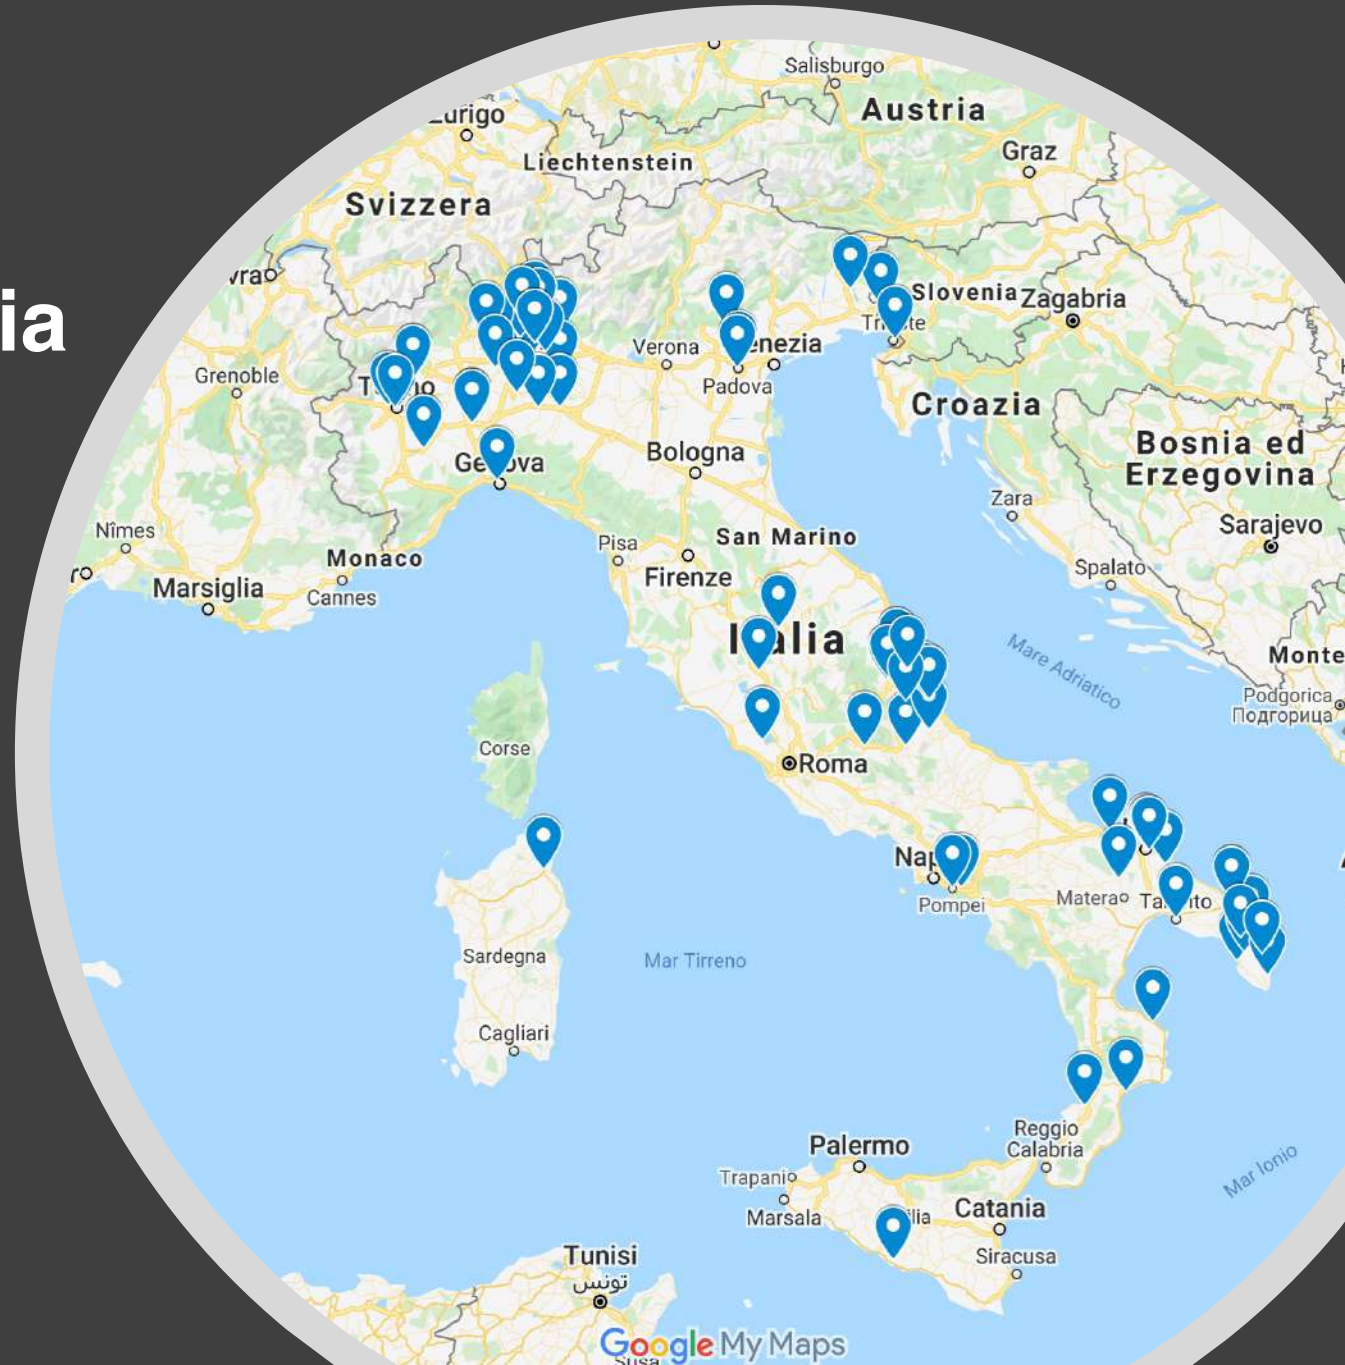 ia
Salisburgo
Austria
Graz
Liechtenstein
Svizzera
Slovenia
Zagabria
Verona
Padova
Grenoble
Croazia
Bologna
Bosnia ed
Erzegovina
Zara
Sarajevo
Nîmes
Monaco
Pisa
San Marino
Firenze
Spalato
Marsiglia
Cannes
Mare Adriatico
Podgorica
Подгорица
Corse
Roma
Pompei
Matera
Sardegna
Mar Tirreno
Cagliari
Reggio
Calabria
Palermo
Trapani
Marsala
Catania
Siracusa
Mar Ionio
Tunisi
تونس
Google My Maps